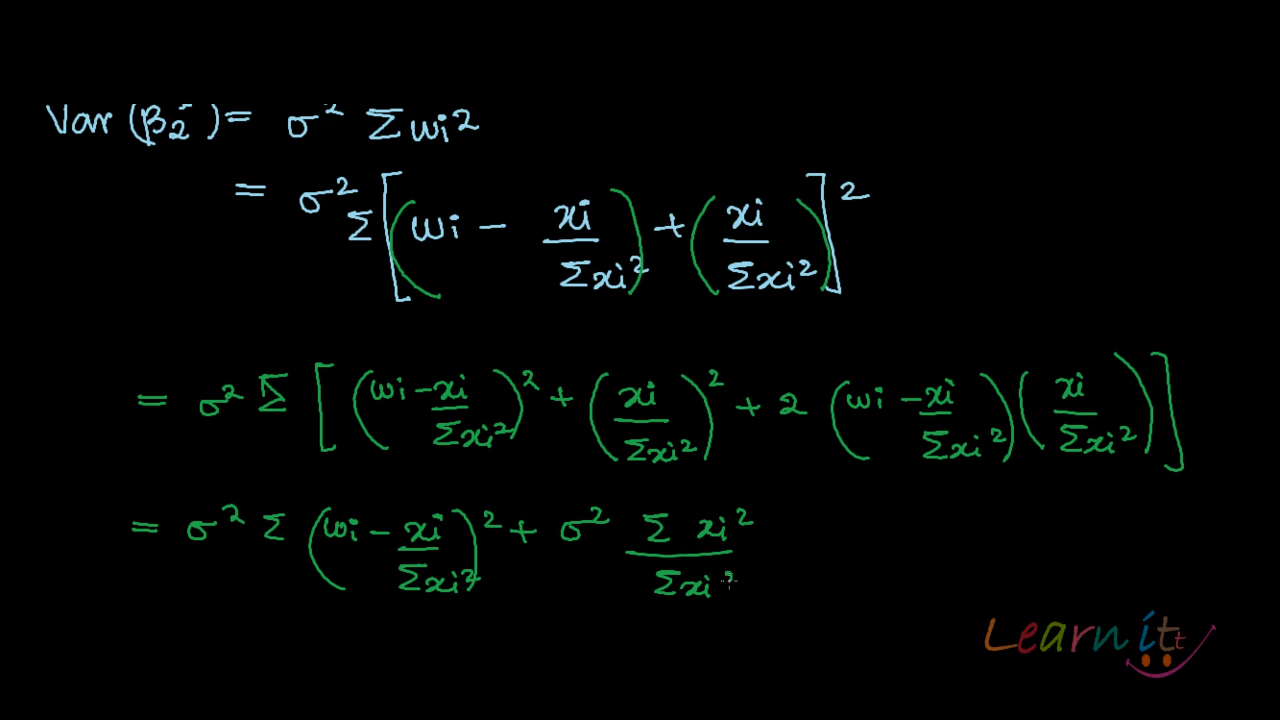 Var (β₂⁻) = σ² Σwi²
= σ² Σ [(wi − xi/Σxi²) + (xi/Σxi²)]²
= σ² Σ [(wi − xi/Σxi²)² + (xi/Σxi²)² + 2 (wi − xi/Σxi²)(xi/Σxi²)]
= σ² Σ (wi − xi/Σxi²)² + σ² Σ xi²/Σxi²
Learnitt